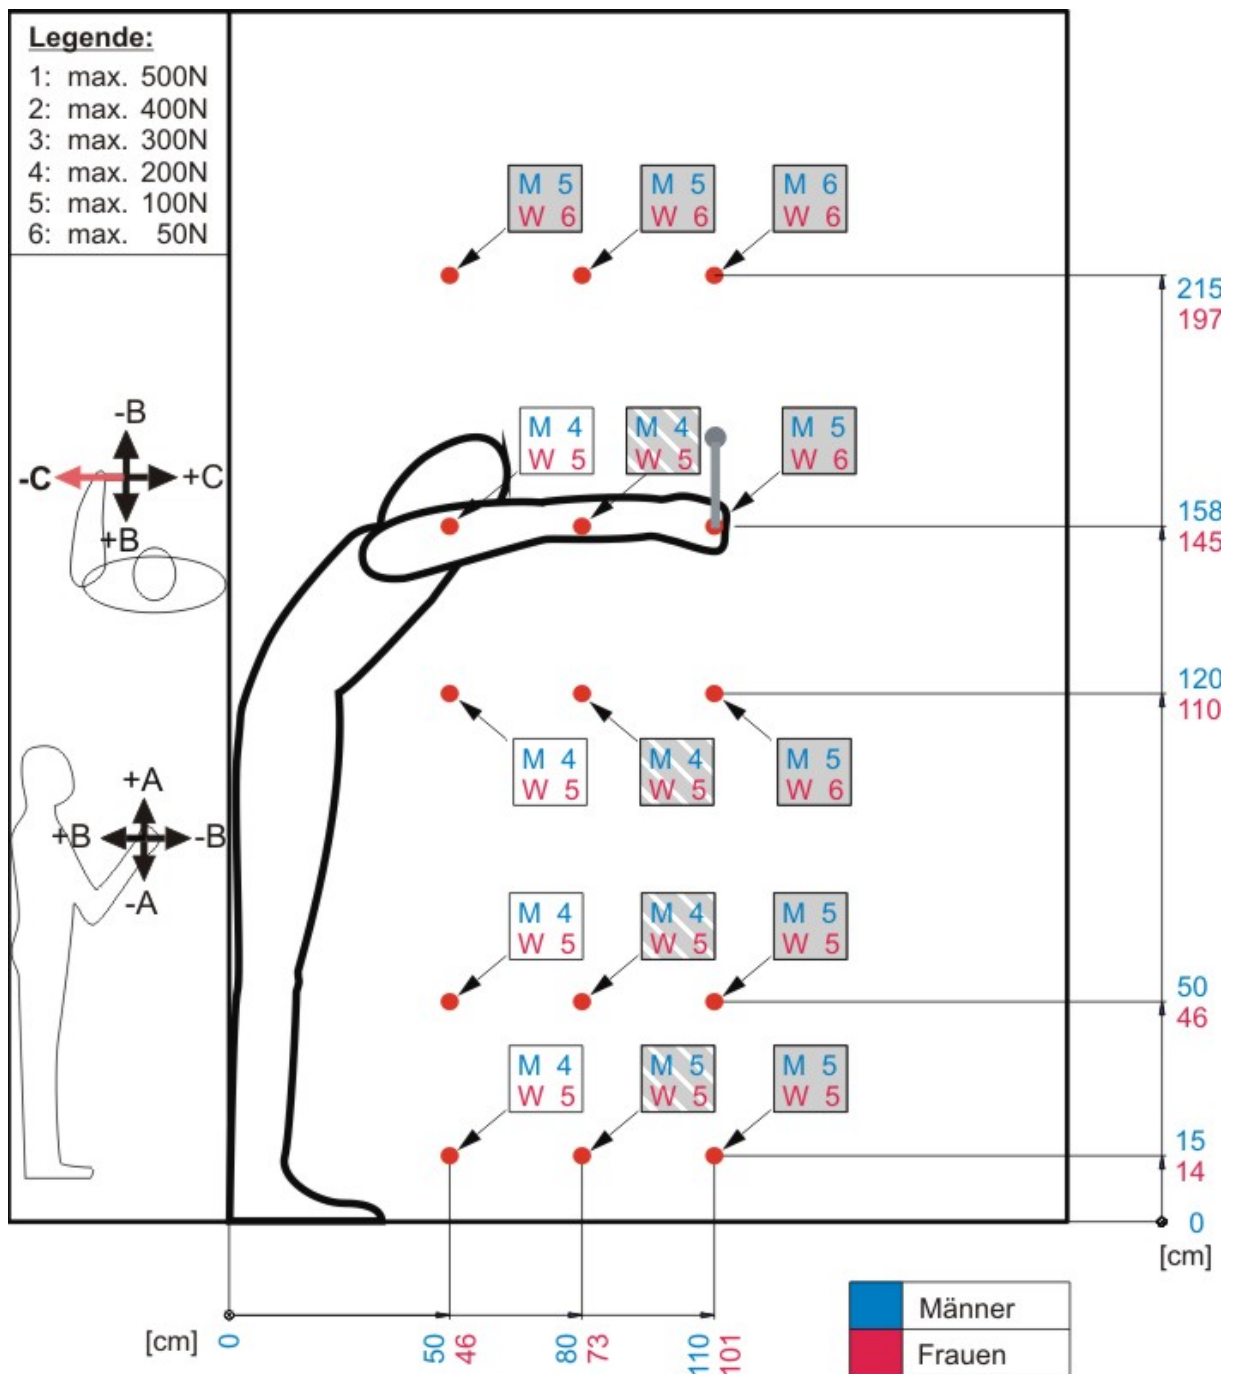 Legende:
1: max. 500N
2: max. 400N
3: max. 300N
4: max. 200N
5: max. 100N
6: max. 50N
M 5
W 6
M 5
W 6
M 6
W 6
215
197
-B
-C
+C
+B
M 4
W 5
M 4
W 5
M 5
W 6
158
145
120
110
M 4
W 5
M 4
W 5
M 5
W 6
+A
+B
-B
-A
M 4
W 5
M 4
W 5
M 5
W 5
50
46
M 4
W 5
M 5
W 5
M 5
W 5
15
14
0
[cm]
[cm]
0
50
46
80
73
110
101
Männer
Frauen